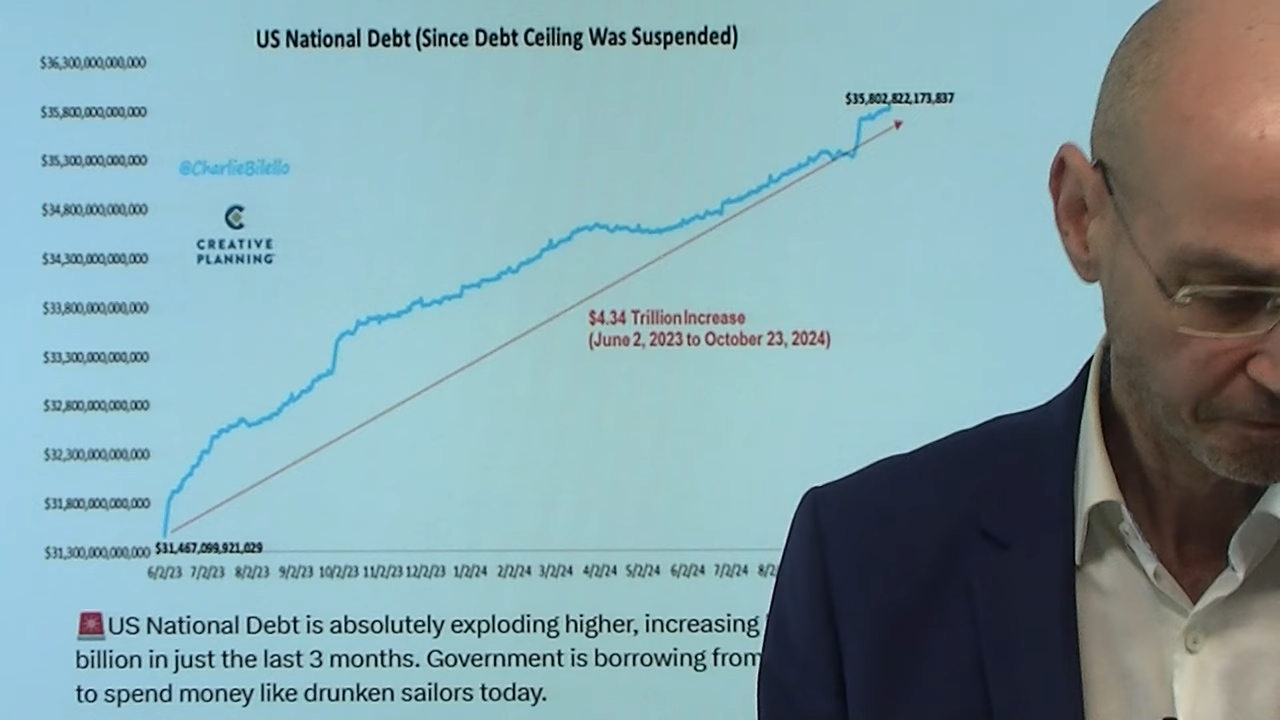 US National Debt (Since Debt Ceiling Was Suspended)
$36,300,000,000,000
$35,800,000,000,000
$35,300,000,000,000
$34,800,000,000,000
$34,300,000,000,000
$33,800,000,000,000
$33,300,000,000,000
$32,800,000,000,000
$32,300,000,000,000
$31,800,000,000,000
$31,300,000,000,000
$35,802,822,173,837
@CharlieBilello
CREATIVE
PLANNING
$4.34 Trillion Increase
(June 2, 2023 to October 23, 2024)
$31,467,099,921,029
6/2/23 7/2/23 8/2/23 9/2/23 10/2/23 11/2/23 12/2/23 1/2/24 2/2/24 3/2/24 4/2/24 5/2/24 6/2/24 7/2/24 8/2
🚨US National Debt is absolutely exploding higher, increasing
billion in just the last 3 months. Government is borrowing from
to spend money like drunken sailors today.